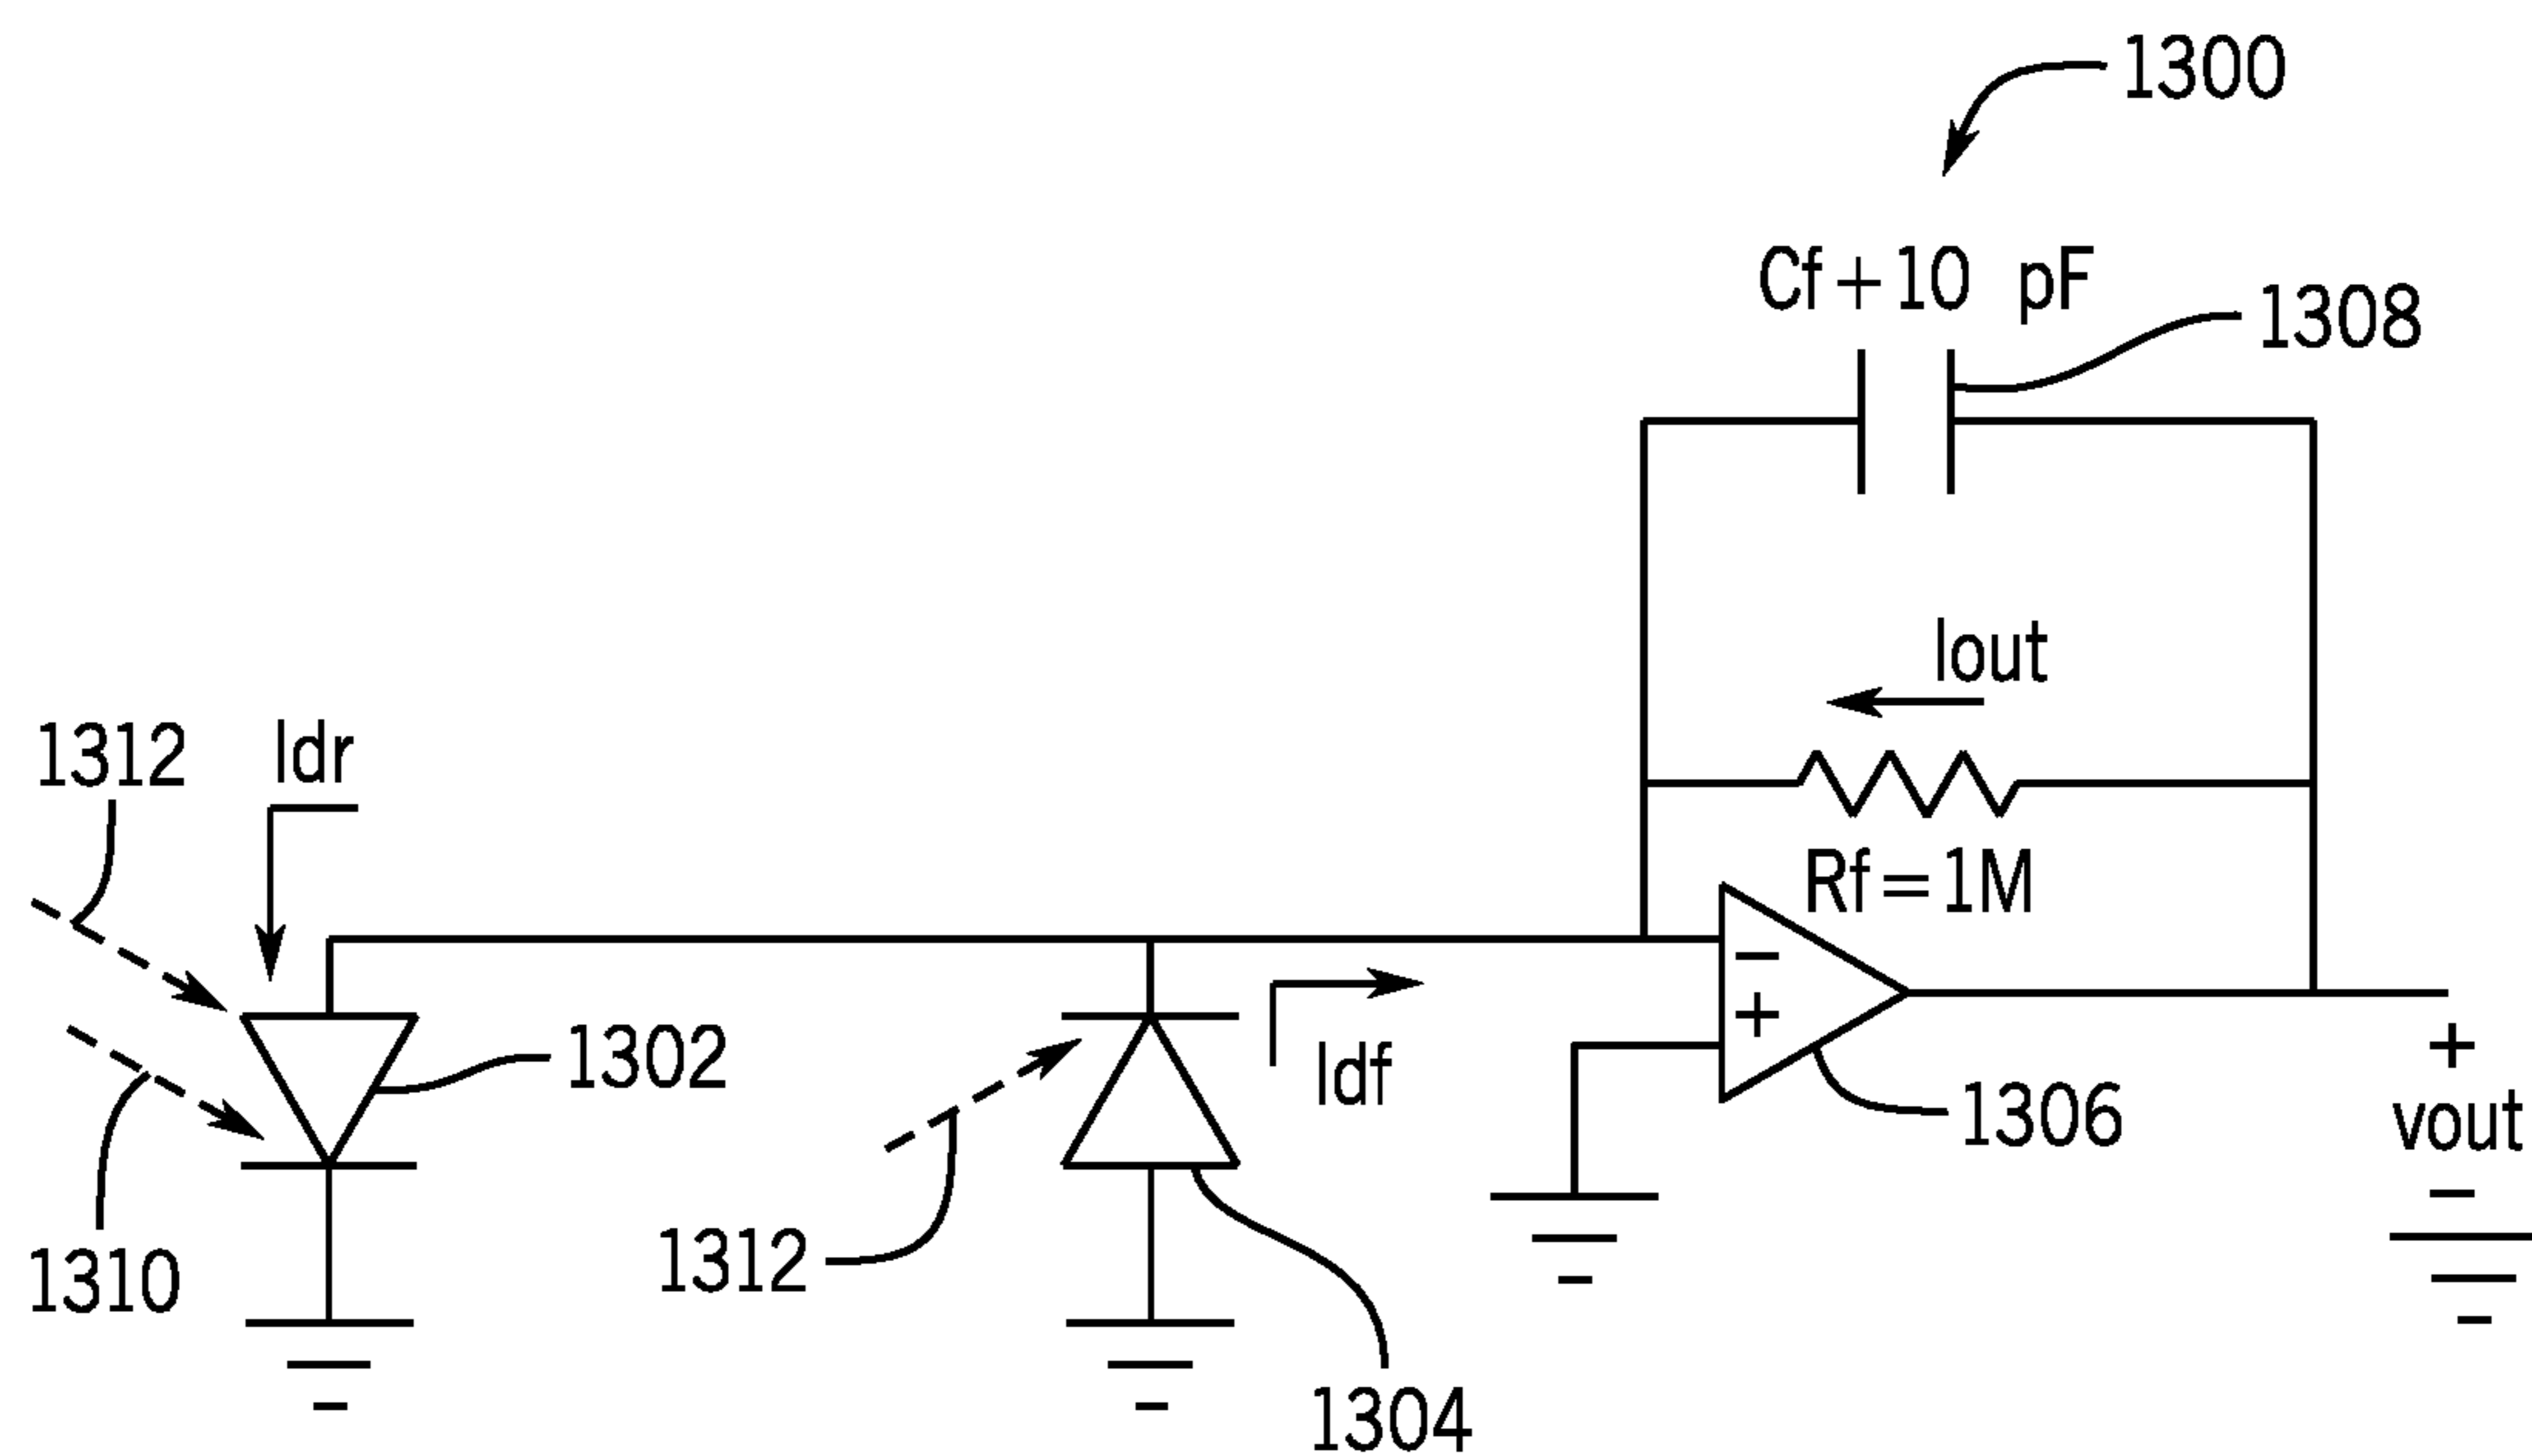 1300
Cf+10 pF
1308
Iout
1312
Idr
Rf=1M
−
+
1302
Idf
+
1306
vout
−
1312
1310
1304